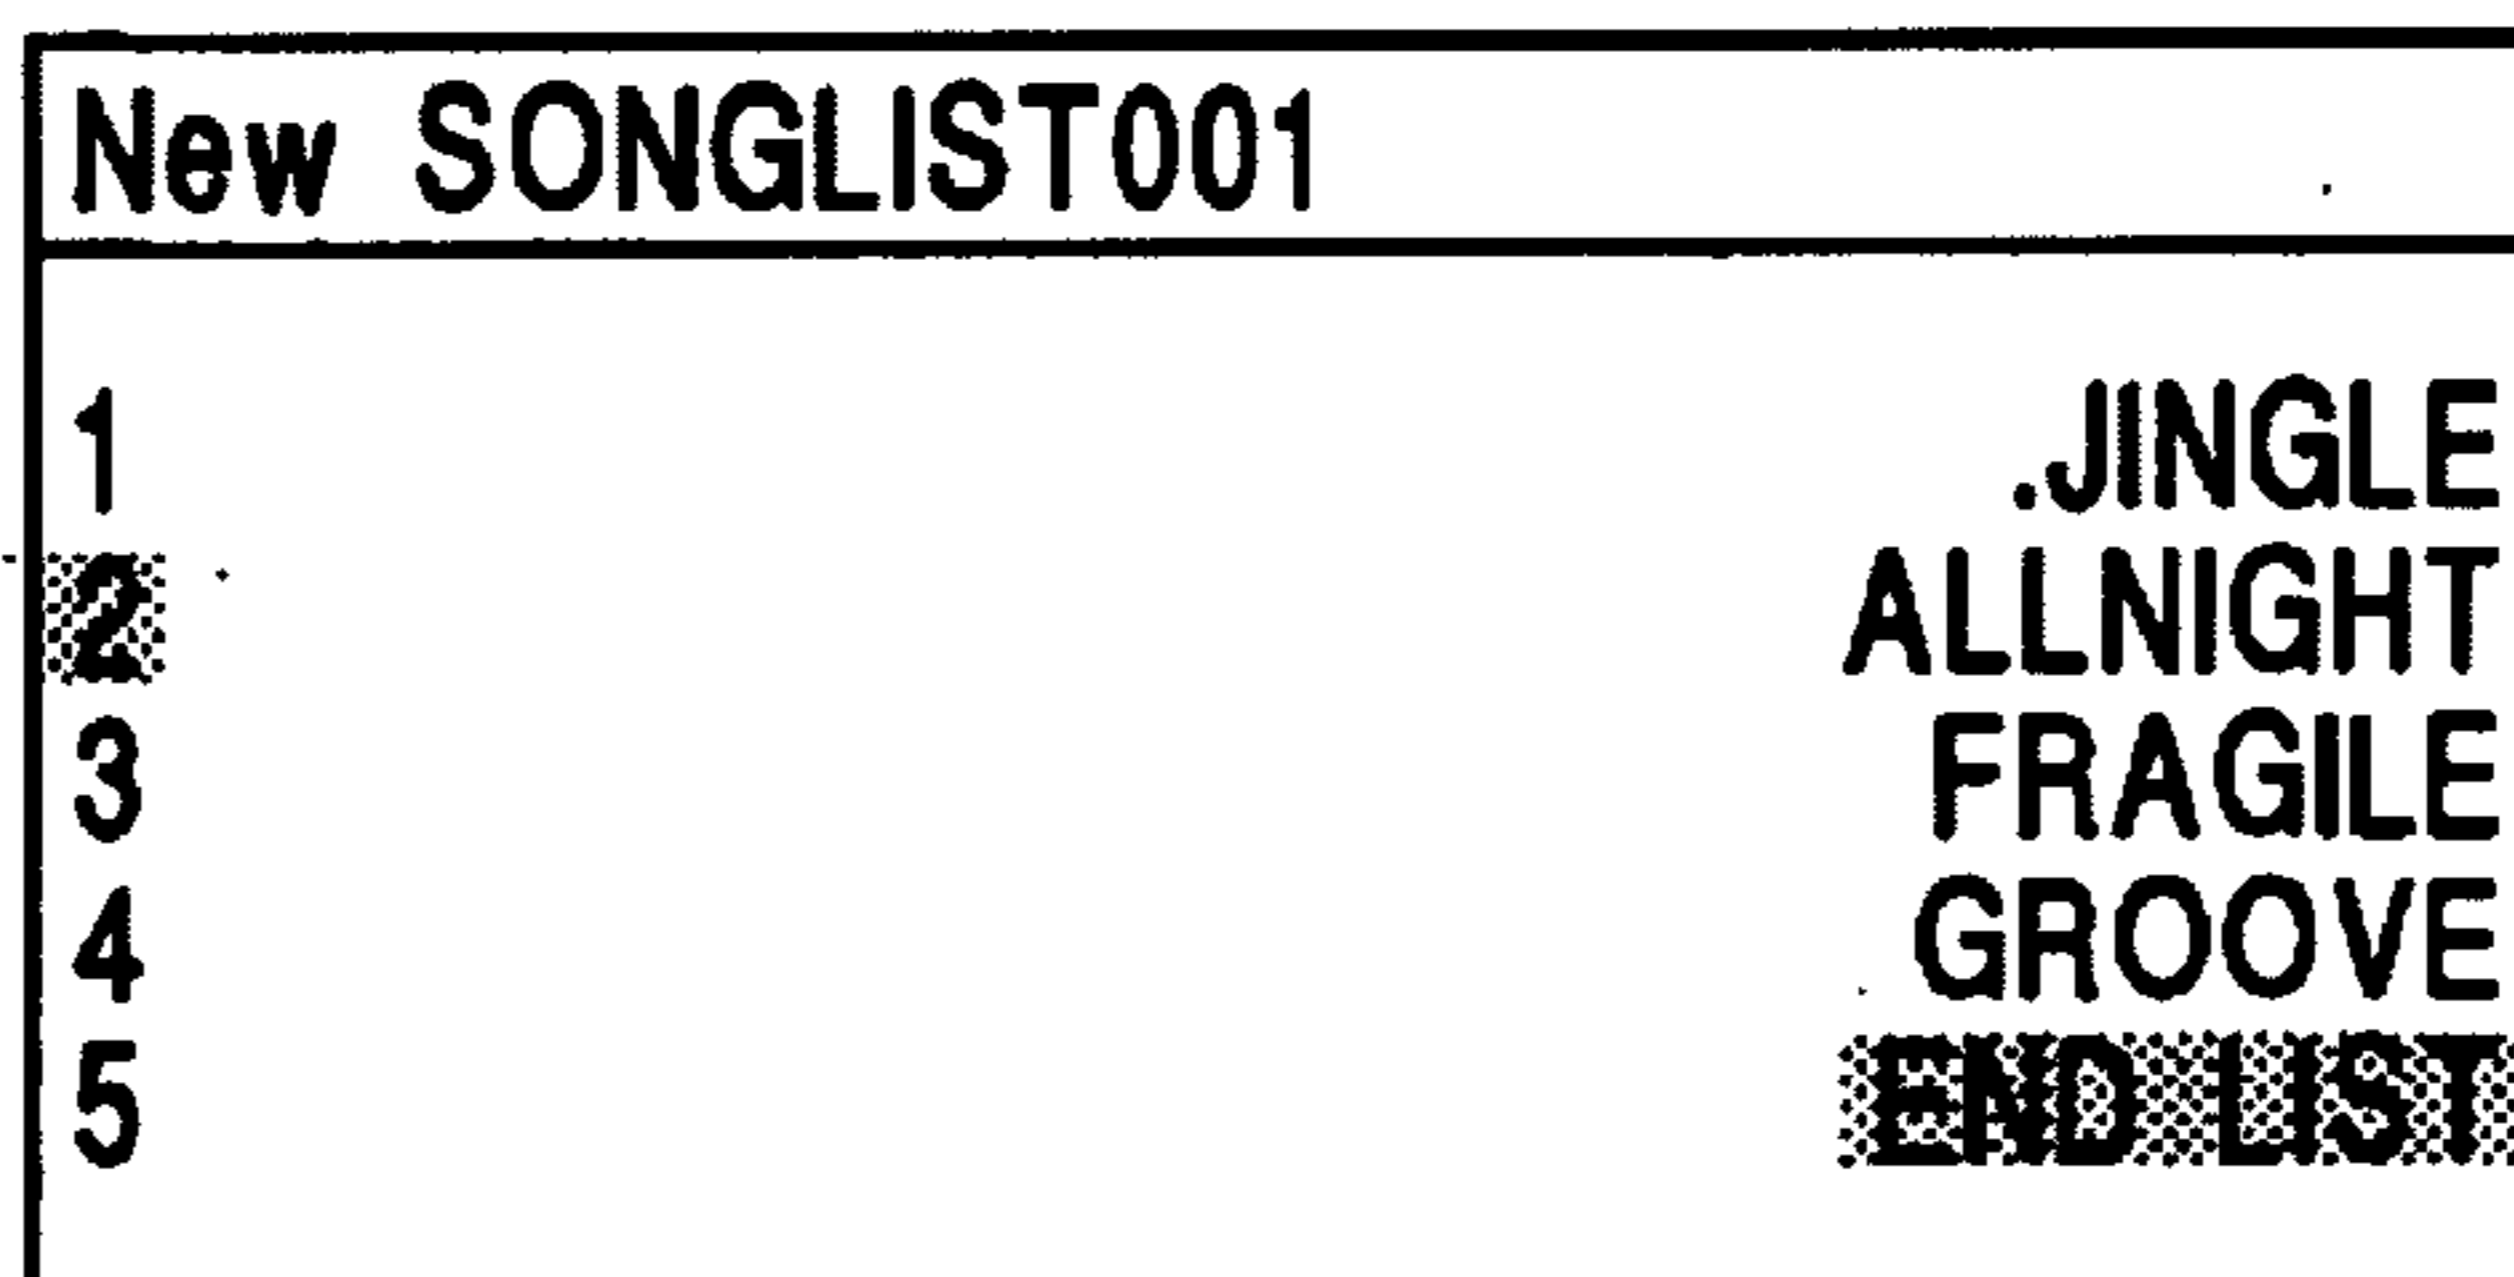 New SONGLIST001
1 .JINGLE
2 ALLNIGHT
3 FRAGILE
4 GROOVE
5 END LIST